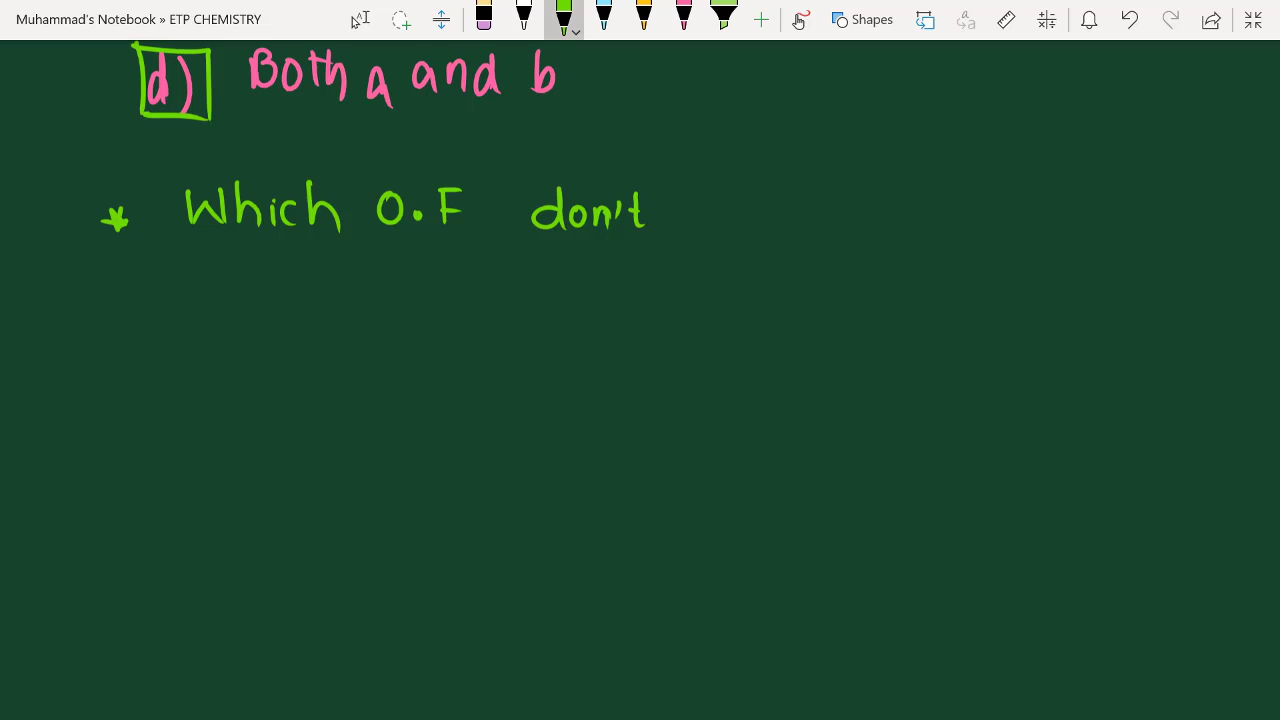 Muhammad's Notebook » ETP CHEMISTRY
Shapes
d) Both a and b
* Which O.F don't